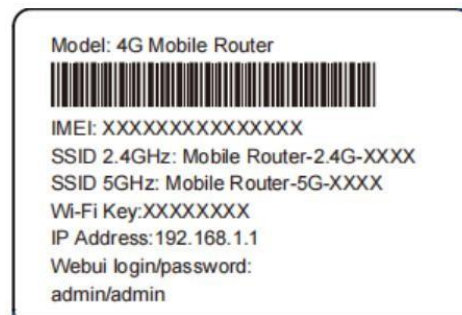 Model: 4G Mobile Router
IMEI: XXXXXXXXXXXXXXX
SSID 2.4GHz: Mobile Router-2.4G-XXXX
SSID 5GHz: Mobile Router-5G-XXXX
Wi-Fi Key:XXXXXXXX
IP Address:192.168.1.1
Webui login/password:
admin/admin